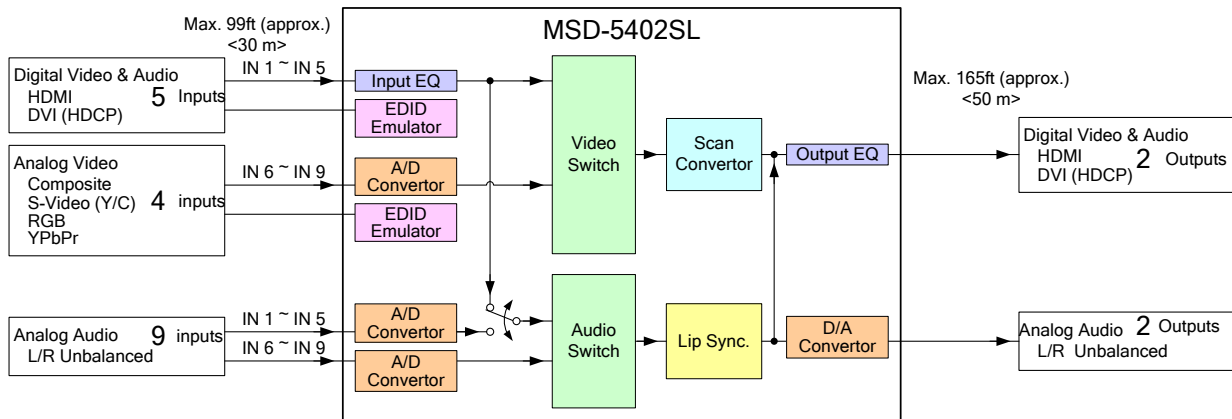 MSD-5402SL
Max. 99ft (approx.)
<30 m>
Digital Video & Audio
HDMI
DVI (HDCP)
5 Inputs
IN 1 ~ IN 5
Input EQ
EDID
Emulator
Analog Video
Composite
S-Video (Y/C)
RGB
YPbPr
4 inputs
IN 6 ~ IN 9
A/D
Convertor
EDID
Emulator
Analog Audio
L/R Unbalanced
9 inputs
IN 1 ~ IN 5
IN 6 ~ IN 9
A/D
Convertor
A/D
Convertor
Video
Switch
Audio
Switch
Scan
Convertor
Lip Sync.
Output EQ
D/A
Convertor
Max. 165ft (approx.)
<50 m>
Digital Video & Audio
HDMI
DVI (HDCP)
2 Outputs
Analog Audio 2 Outputs
L/R Unbalanced